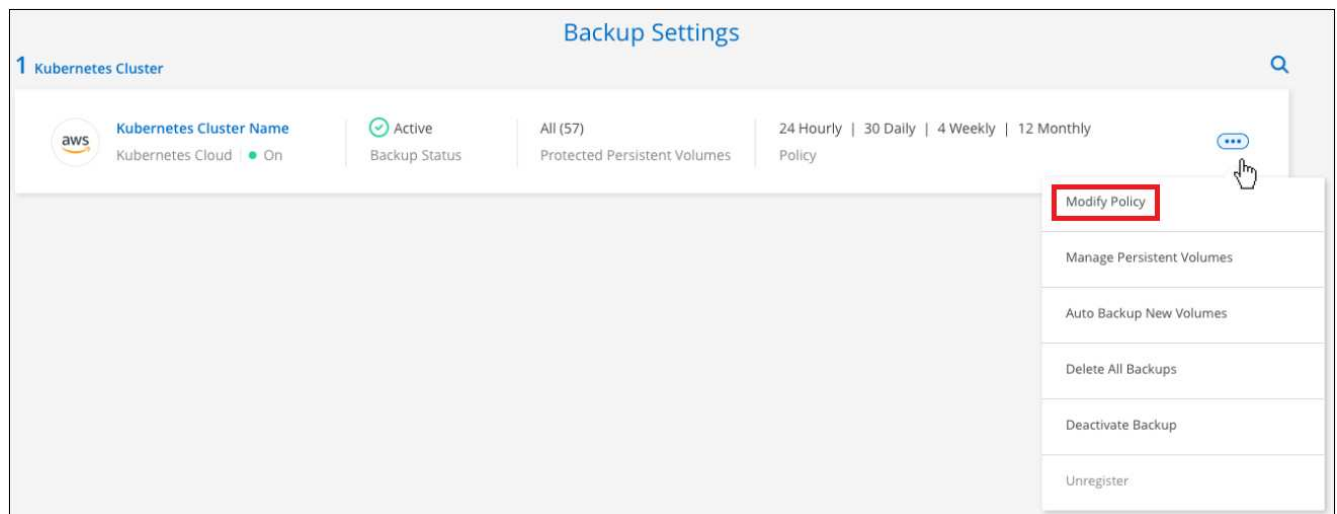 Backup Settings
1 Kubernetes Cluster
aws
Kubernetes Cluster Name
Active
All (57)
24 Hourly | 30 Daily | 4 Weekly | 12 Monthly
Kubernetes Cloud
On
Backup Status
Protected Persistent Volumes
Policy
Modify Policy
Manage Persistent Volumes
Auto Backup New Volumes
Delete All Backups
Deactivate Backup
Unregister